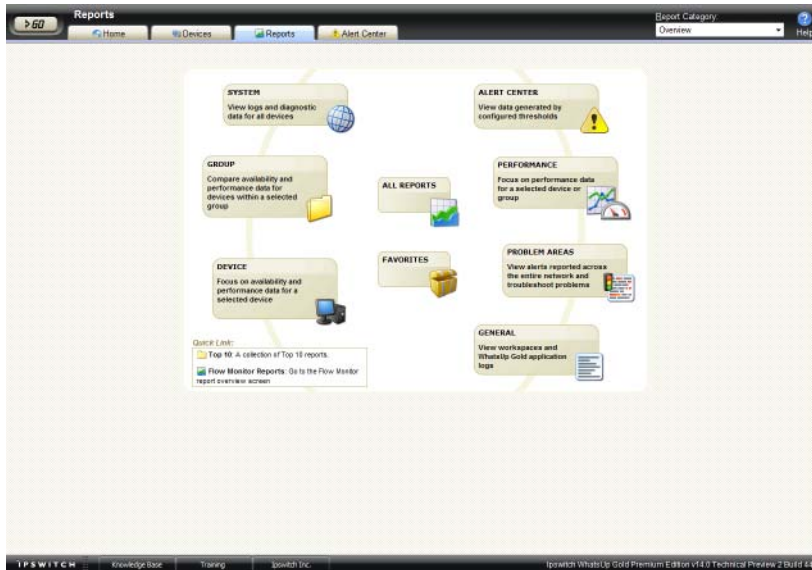 Reports
>GO
Home
Devices
Reports
Alert Center
Report Category:
Overview
Help
SYSTEM
View logs and diagnostic
data for all devices
ALERT CENTER
View data generated by
configured thresholds
GROUP
Compare availability and
performance data for
devices within a selected
group
ALL REPORTS
PERFORMANCE
Focus on performance data
for a selected device or
group
DEVICE
Focus on availability and
performance data for a
selected device
FAVORITES
PROBLEM AREAS
View alerts reported across
the entire network and
troubleshoot problems
GENERAL
View workspaces and
WhatsUp Gold application
logs
Quick Link:
Top 10: A collection of Top 10 reports.
Flow Monitor Reports: Go to the Flow Monitor
report overview screen
IPSWITCH
Knowledge Base
Training
Ipswitch Inc.
Ipswitch WhatsUp Gold Premium Edition v14.0 Technical Preview 2 Build